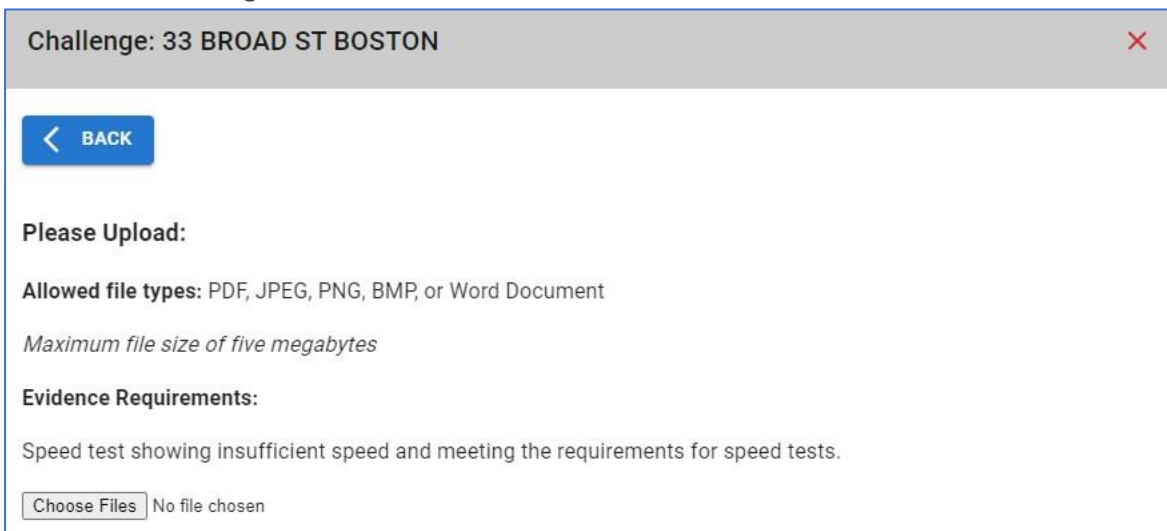 Challenge: 33 BROAD ST BOSTON
BACK
Please Upload:
Allowed file types: PDF, JPEG, PNG, BMP, or Word Document
Maximum file size of five megabytes
Evidence Requirements:
Speed test showing insufficient speed and meeting the requirements for speed tests.
Choose Files No file chosen